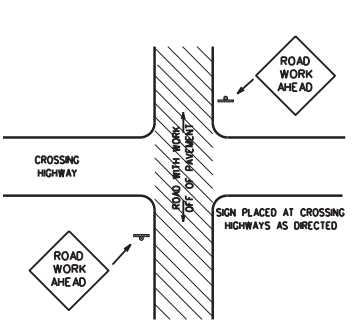 ROAD
WORK
AHEAD
ROAD WITH WORK
OFF OF PAVEMENT
CROSSING
HIGHWAY
SIGN PLACED AT CROSSING
HIGHWAYS AS DIRECTED
ROAD
WORK
AHEAD